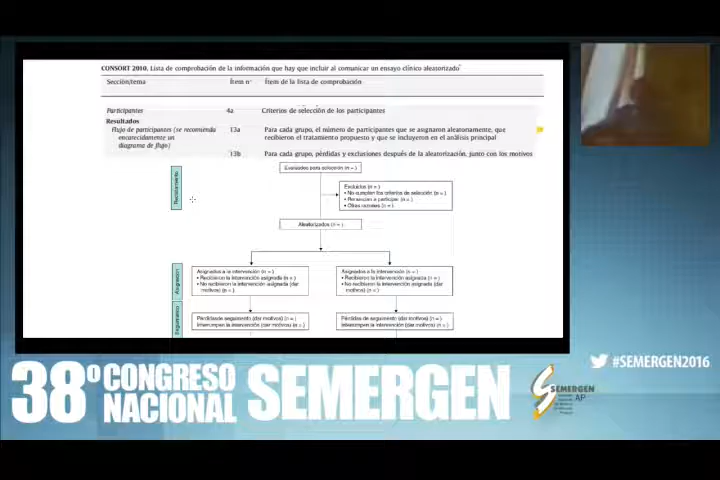 CONSORT 2010, Lista de comprobación de la información que hay que incluir al comunicar un ensayo clínico aleatorizado*
Sección/tema Ítem nº Ítem de la lista de comprobación
Participantes 4a Criterios de selección de los participantes
Resultados
Flujo de participantes (se recomienda encarecidamente un diagrama de flujo) 13a Para cada grupo, el número de participantes que se asignaron aleatoriamente, que recibieron el tratamiento propuesto y que se incluyeron en el análisis principal
13b Para cada grupo, pérdidas y exclusiones después de la aleatorización, junto con los motivos
Reclutamiento
Evaluados para selección (n = )
Excluidos (n = )
• No cumplen los criterios de selección (n = )
• Renuncian a participar (n = )
• Otras razones (n = )
Aleatorizados (n = )
Asignación
Asignados a la intervención (n = )
• Recibieron la intervención asignada (n = )
• No recibieron la intervención asignada (dar motivos) (n = )
Asignados a la intervención (n = )
• Recibieron la intervención asignada (n = )
• No recibieron la intervención asignada (dar motivos) (n = )
Seguimiento
Pérdidas de seguimiento (dar motivos) (n = )
Interrumpen la intervención (dar motivos) (n = )
Pérdidas de seguimiento (dar motivos) (n = )
Interrumpen la intervención (dar motivos) (n = )
38º CONGRESO NACIONAL SEMERGEN
#SEMERGEN2016
SEMERGEN
AP